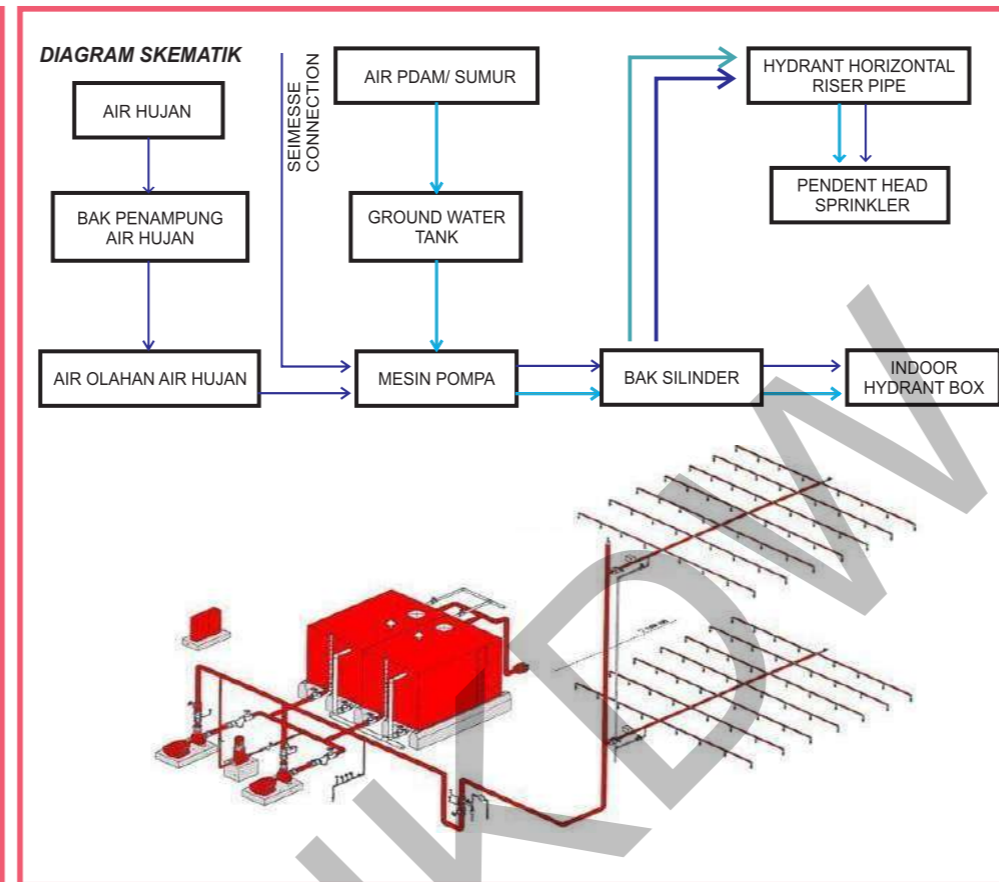 DIAGRAM SKEMATIK
AIR HUJAN
BAK PENAMPUNG
AIR HUJAN
AIR OLAHAN AIR HUJAN
SEIMESSE
CONNECTION
AIR PDAM/ SUMUR
GROUND WATER
TANK
MESIN POMPA
BAK SILINDER
HYDRANT HORIZONTAL
RISER PIPE
PENDENT HEAD
SPRINKLER
INDOOR
HYDRANT BOX